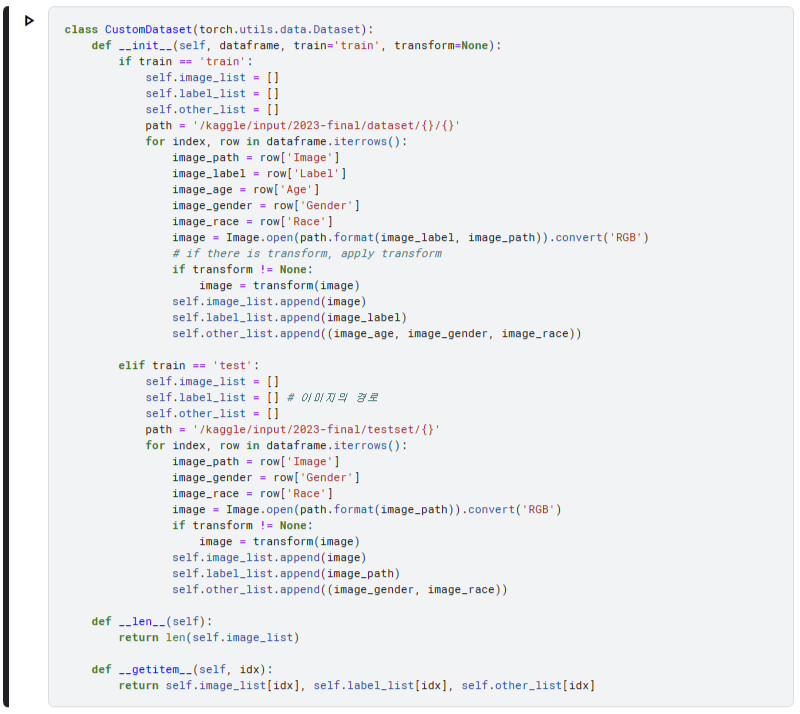 class CustomDataset(torch.utils.data.Dataset):
    def __init__(self, dataframe, train='train', transform=None):
        if train == 'train':
            self.image_list = []
            self.label_list = []
            self.other_list = []
            path = '/kaggle/input/2023-final/dataset/{}/{}'
            for index, row in dataframe.iterrows():
                image_path = row['Image']
                image_label = row['Label']
                image_age = row['Age']
                image_gender = row['Gender']
                image_race = row['Race']
                image = Image.open(path.format(image_label, image_path)).convert('RGB')
                # if there is transform, apply transform
                if transform != None:
                    image = transform(image)
                self.image_list.append(image)
                self.label_list.append(image_label)
                self.other_list.append((image_age, image_gender, image_race))

        elif train == 'test':
            self.image_list = []
            self.label_list = [] # 이미지의 경로
            self.other_list = []
            path = '/kaggle/input/2023-final/testset/{}'
            for index, row in dataframe.iterrows():
                image_path = row['Image']
                image_gender = row['Gender']
                image_race = row['Race']
                image = Image.open(path.format(image_path)).convert('RGB')
                if transform != None:
                    image = transform(image)
                self.image_list.append(image)
                self.label_list.append(image_path)
                self.other_list.append((image_gender, image_race))

    def __len__(self):
        return len(self.image_list)

    def __getitem__(self, idx):
        return self.image_list[idx], self.label_list[idx], self.other_list[idx]